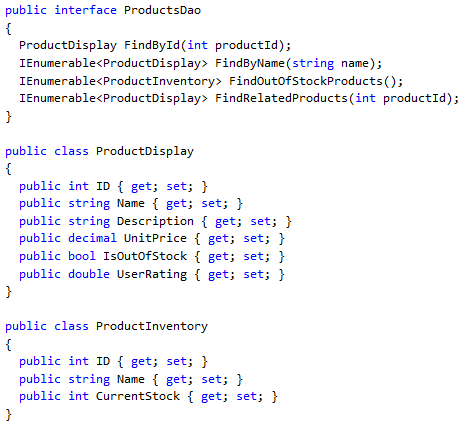 public interface ProductsDao
{
  ProductDisplay FindById(int productId);
  IEnumerable<ProductDisplay> FindByName(string name);
  IEnumerable<ProductInventory> FindOutOfStockProducts();
  IEnumerable<ProductDisplay> FindRelatedProducts(int productId);
}

public class ProductDisplay
{
  public int ID { get; set; }
  public string Name { get; set; }
  public string Description { get; set; }
  public decimal UnitPrice { get; set; }
  public bool IsOutOfStock { get; set; }
  public double UserRating { get; set; }
}

public class ProductInventory
{
  public int ID { get; set; }
  public string Name { get; set; }
  public int CurrentStock { get; set; }
}